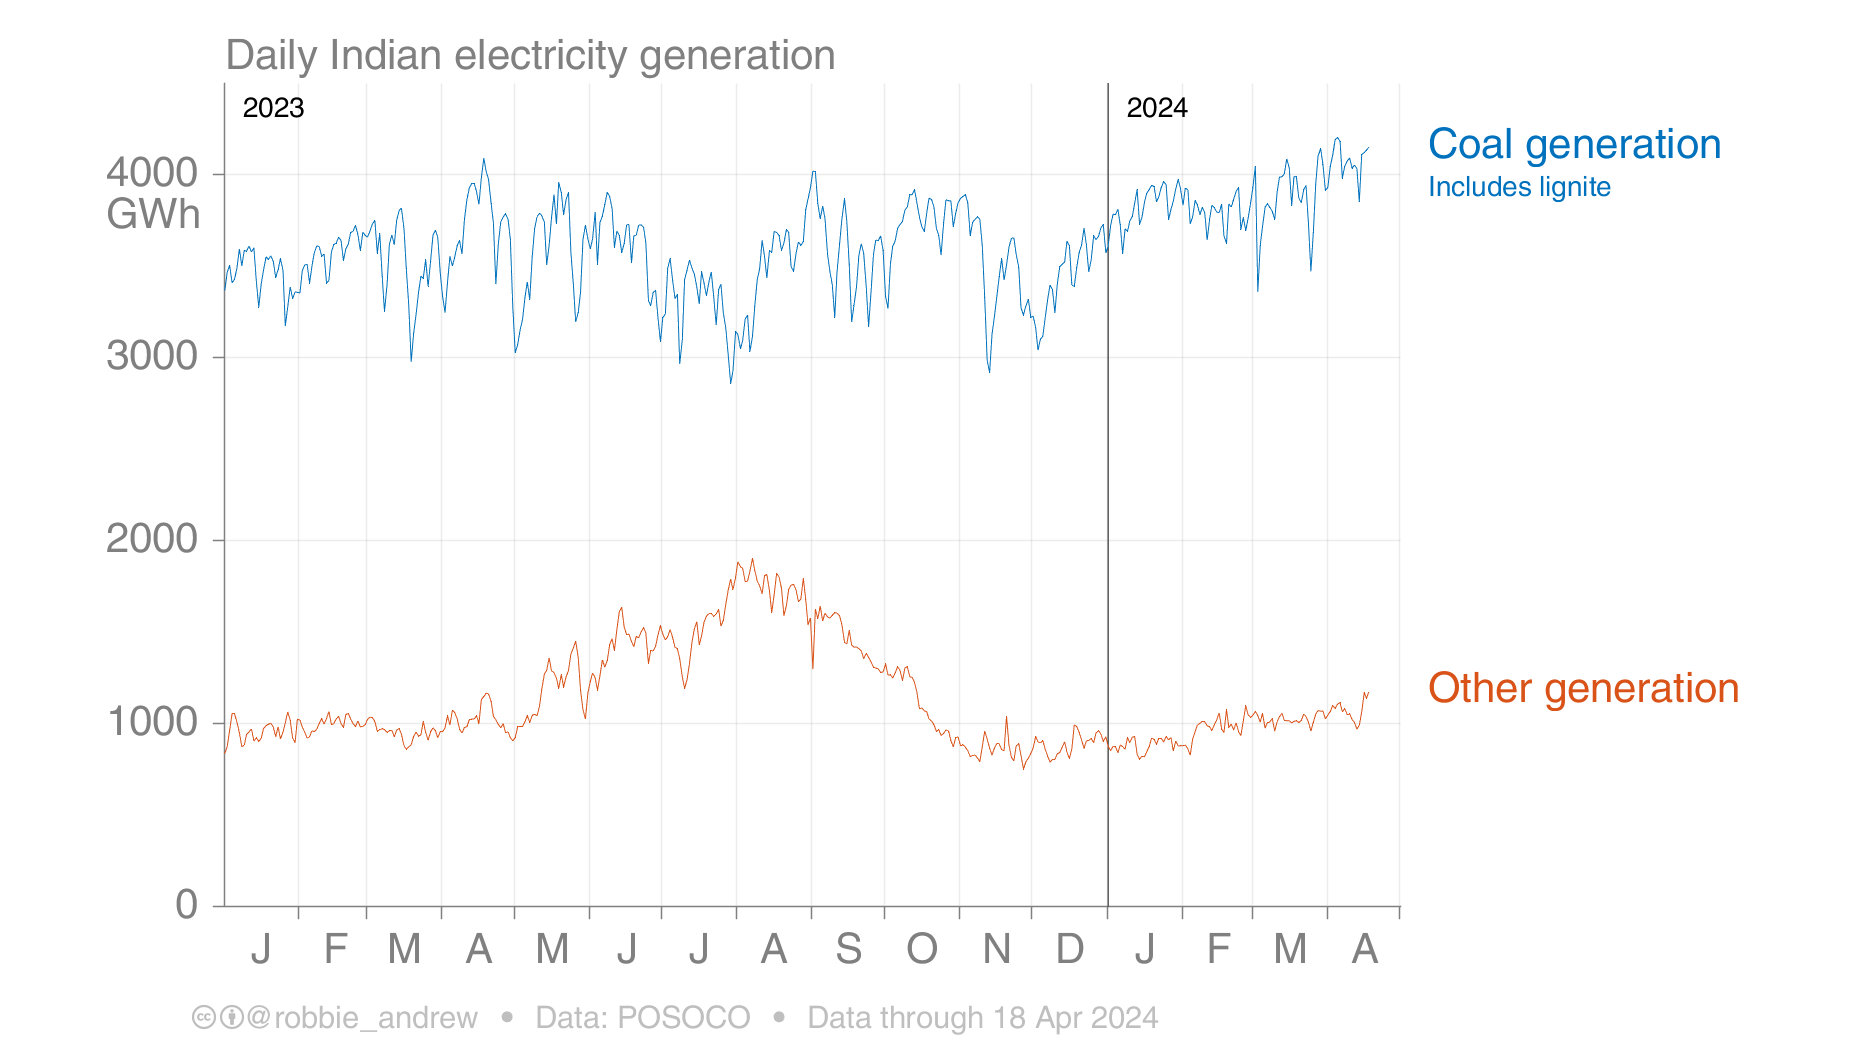 Daily Indian electricity generation
2023
2024
4000
GWh
3000
2000
1000
0
Coal generation
Includes lignite
Other generation
J F M A M J J A S O N D J F M A
cc @robbie_andrew • Data: POSOCO • Data through 18 Apr 2024